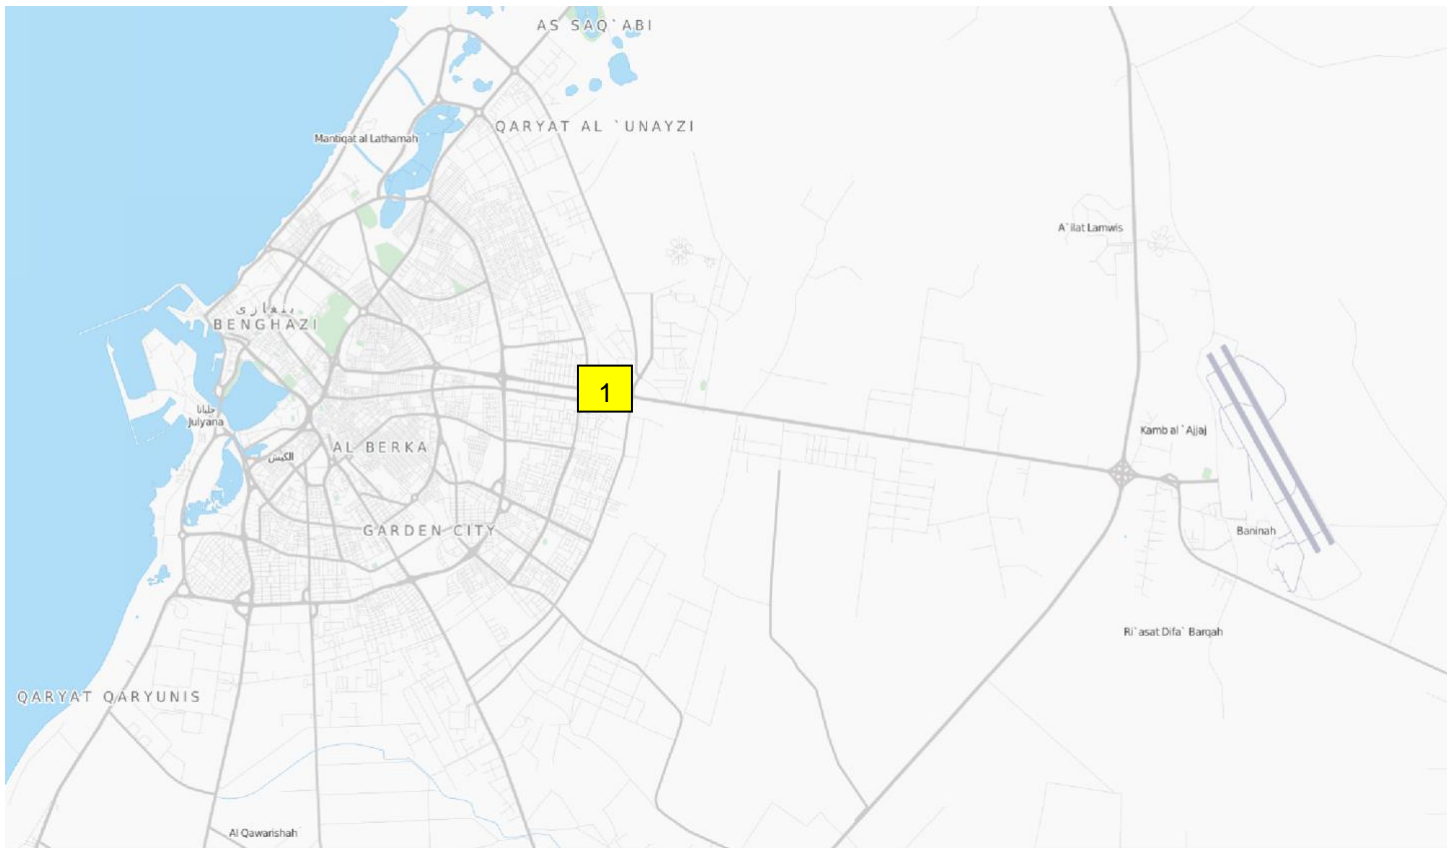 AS SAQ`ABI
QARYAT AL `UNAYZI
Mantiqat al Lathamah
A`ilat Lamwis
بنغازي
BENGHAZI
1
جليانا
Julyana
Kamb al `Ajjaj
AL BERKA
الكيش
GARDEN CITY
Baninah
Ri`asat Difa` Barqah
QARYAT QARYUNIS
Al Qawarishah